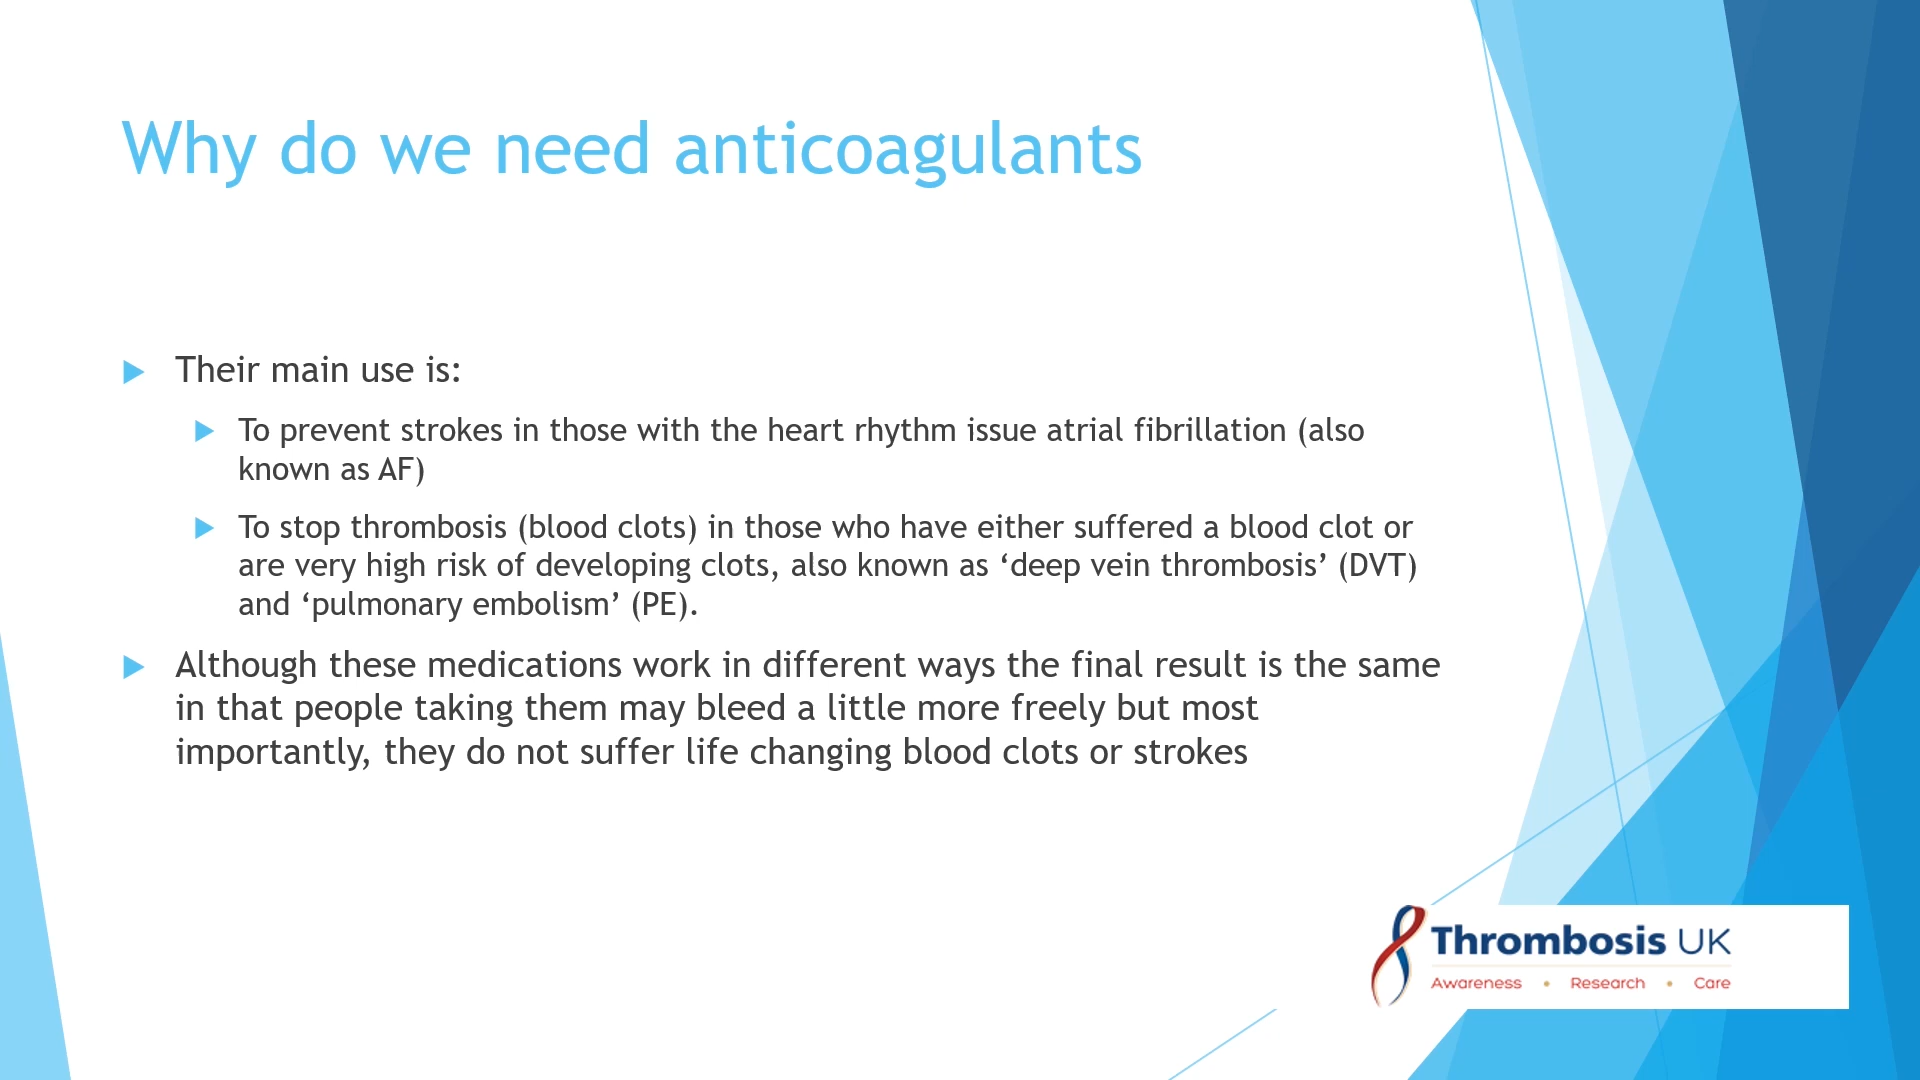 Why do we need anticoagulants
Their main use is:
To prevent strokes in those with the heart rhythm issue atrial fibrillation (also
known as AF)
To stop thrombosis (blood clots) in those who have either suffered a blood clot or
are very high risk of developing clots, also known as ‘deep vein thrombosis’ (DVT)
and ‘pulmonary embolism’ (PE).
Although these medications work in different ways the final result is the same
in that people taking them may bleed a little more freely but most
importantly, they do not suffer life changing blood clots or strokes
Thrombosis UK
Awareness • Research • Care